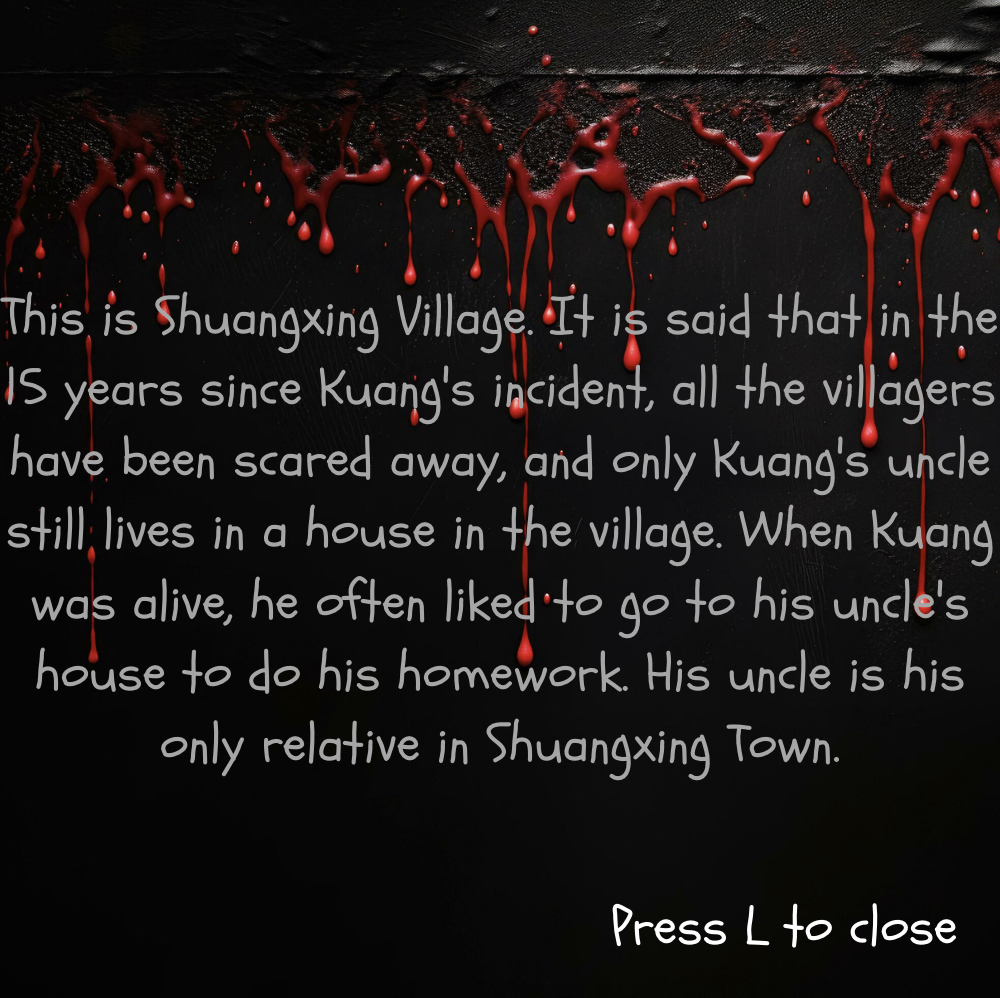 This is Shuangxing Village. It is said that in the
15 years since Kuang's incident, all the villagers
have been scared away, and only Kuang's uncle
still lives in a house in the village. When Kuang
was alive, he often liked to go to his uncle's
house to do his homework. His uncle is his
only relative in Shuangxing Town.
Press L to close